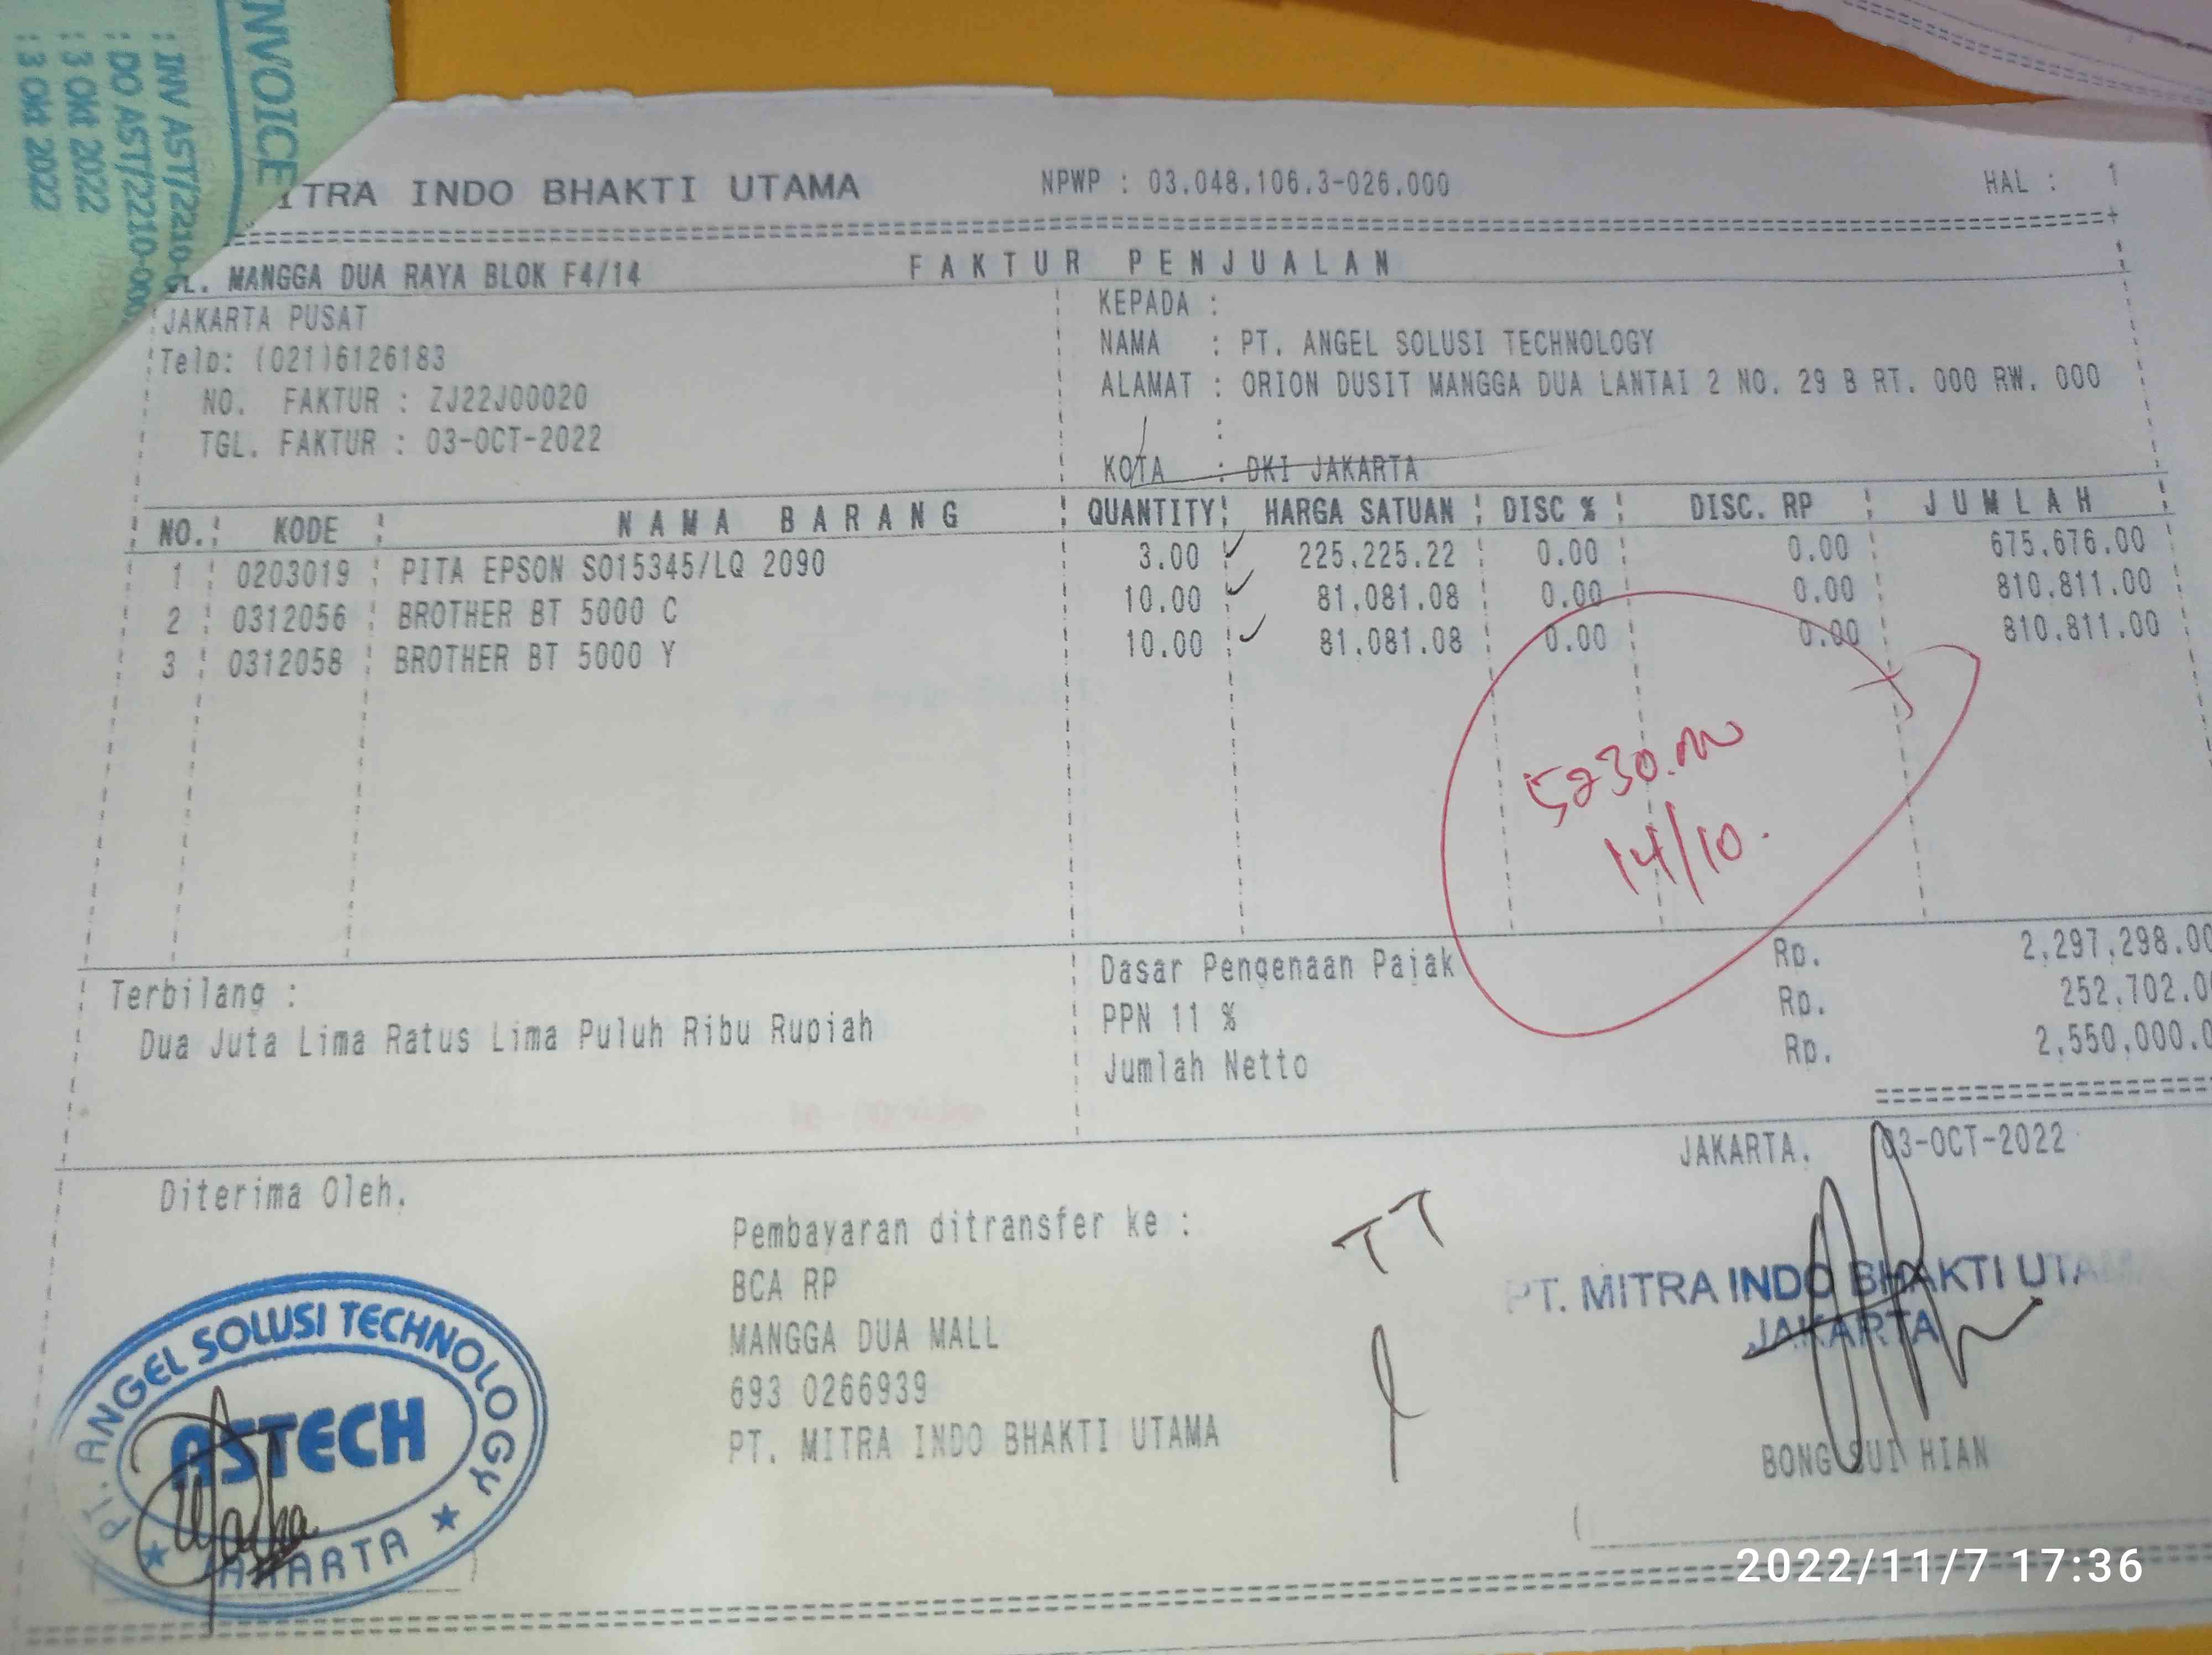 INVOICE
: INV AST/2210-0
: DO AST/2210-000
: 3 Okt 2022
: 3 Okt 2022
ITRA INDO BHAKTI UTAMA NPWP : 03.048.106.3-026.000 HAL : 1
JL. MANGGA DUA RAYA BLOK F4/14 FAKTUR PENJUALAN
JAKARTA PUSAT
Telp: (021)6126183
NO. FAKTUR : ZJ22J00020
TGL. FAKTUR : 03-OCT-2022
KEPADA :
NAMA : PT. ANGEL SOLUSI TECHNOLOGY
ALAMAT : ORION DUSIT MANGGA DUA LANTAI 2 NO. 29 B RT. 000 RW. 000
:
KOTA : DKI JAKARTA
NO. KODE NAMA BARANG QUANTITY HARGA SATUAN DISC % DISC. RP JUMLAH
1 0203019 PITA EPSON S015345/LQ 2090 3.00 225,225.22 0.00 0.00 675,676.00
2 0312056 BROTHER BT 5000 C 10.00 81,081.08 0.00 0.00 810,811.00
3 0312058 BROTHER BT 5000 Y 10.00 81,081.08 0.00 0.00 810,811.00
14/10.
Dasar Pengenaan Pajak Rp. 2,297,298.00
PPN 11 % Rp. 252,702.0
Jumlah Netto Rp. 2,550,000.0
Terbilang :
Dua Juta Lima Ratus Lima Puluh Ribu Rupiah
JAKARTA, 03-OCT-2022
Diterima Oleh,
PT. ANGEL SOLUSI TECHNOLOGY
ASTECH
JAKARTA
Pembayaran ditransfer ke :
BCA RP
MANGGA DUA MALL
693 0266939
PT. MITRA INDO BHAKTI UTAMA
TT
PT. MITRA INDO BHAKTI UTAMA
JAKARTA
BONG SUI HIAN
2022/11/7 17:36